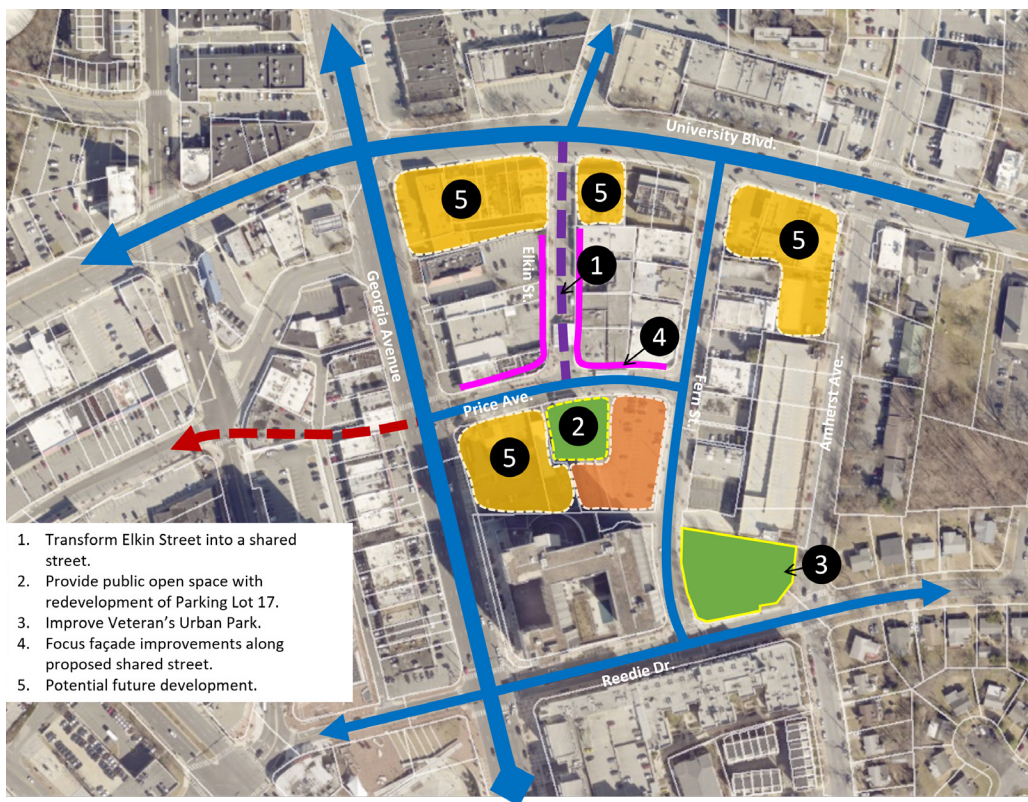 University Blvd.
5
5
5
Elkin St.
1
Georgia Avenue
4
Fern St.
Amherst Ave.
Price Ave.
2
5
3
Reedie Dr.
1. Transform Elkin Street into a shared
street.
2. Provide public open space with
redevelopment of Parking Lot 17.
3. Improve Veteran’s Urban Park.
4. Focus façade improvements along
proposed shared street.
5. Potential future development.